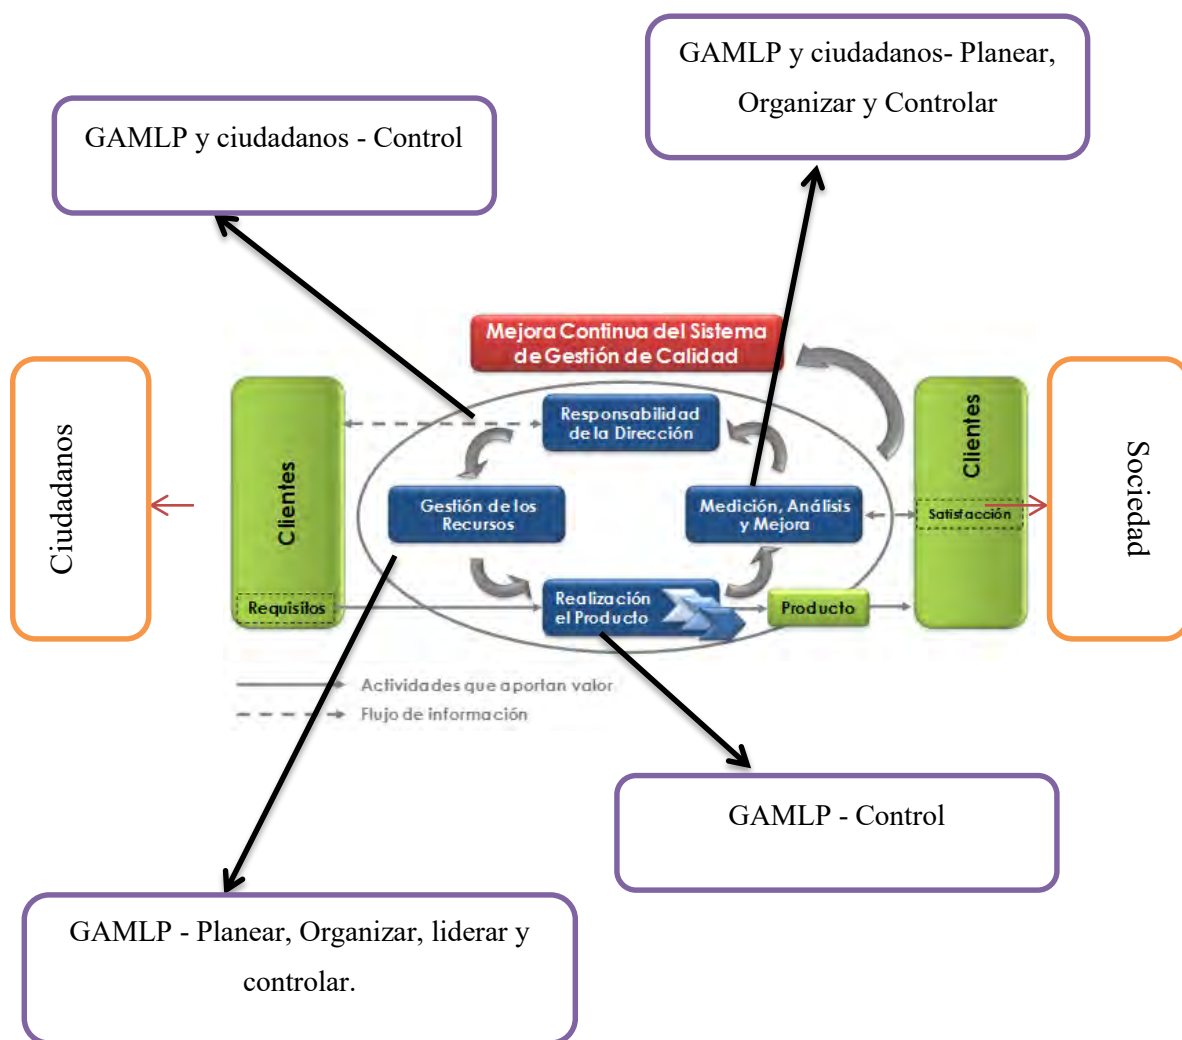 GAMLP y ciudadanos- Planear,
Organizar y Controlar
GAMLP y ciudadanos - Control
Mejora Continua del Sistema
de Gestión de Calidad
Ciudadanos
Clientes
Requisitos
Responsabilidad
de la Dirección
Gestión de los
Recursos
Medición, Análisis
y Mejora
Realización
el Producto
Producto
Clientes
Satisfacción
Sociedad
Actividades que aportan valor
Flujo de información
GAMLP - Control
GAMLP - Planear, Organizar, liderar y
controlar.